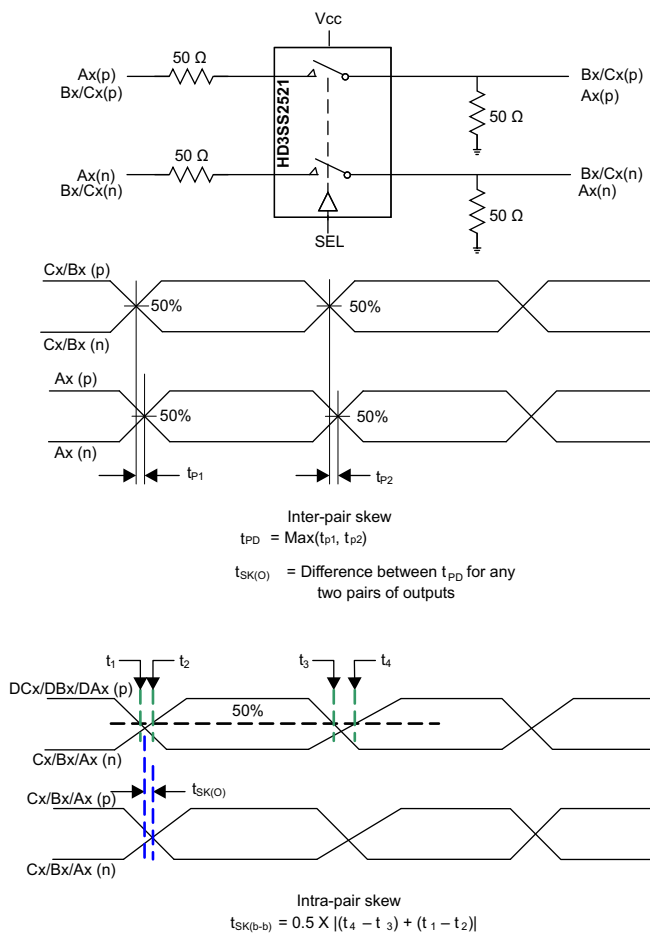 Vcc
50 Ω
50 Ω
Ax(p)
Bx/Cx(p)
Bx/Cx(p)
Ax(p)
HD3SS2521
50 Ω
50 Ω
Ax(n)
Bx/Cx(n)
Bx/Cx(n)
Ax(n)
SEL
Cx/Bx (p)
50%
50%
Cx/Bx (n)
Ax (p)
50%
50%
Ax (n)
tP1
tP2
Inter-pair skew
tPD = Max(tp1, tp2)
tSK(O) = Difference between tPD for any
two pairs of outputs
t1
t2
t3
t4
DCx/DBx/DAx (p)
50%
Cx/Bx/Ax (n)
Cx/Bx/Ax (p)
tSK(O)
Cx/Bx/Ax (n)
Intra-pair skew
tSK(b-b) = 0.5 X |(t4 – t3) + (t1 – t2)|